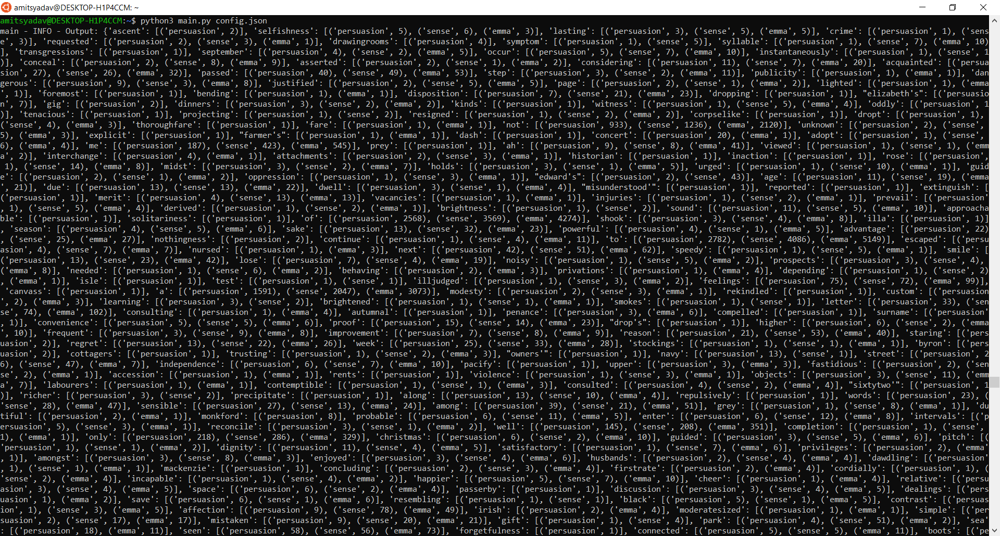 amitsyadav@DESKTOP-H1P4CCM: ~
amitsyadav@DESKTOP-H1P4CCM:~$ python3 main.py config.json
main - INFO - Output: {'ascent': [('persuasion', 2)], 'selfishness': [('persuasion', 5), ('sense', 6), ('emma', 3)], 'lasting': [('persuasion', 3), ('sense', 5), ('emma', 5)], 'crime': [('persuasion', 1), ('sens
e', 3)], 'requested': [('persuasion', 2), ('sense', 3), ('emma', 1)], 'drawingrooms': [('persuasion', 4)], 'symptom': [('persuasion', 1), ('sense', 5)], 'syllable': [('persuasion', 1), ('sense', 7), ('emma', 10)
], 'transgressions': [('persuasion', 1)], 'september': [('persuasion', 4), ('sense', 2), ('emma', 5)], 'occur': [('persuasion', 5), ('sense', 7), ('emma', 10)], 'instantaneously': [('persuasion', 1), ('sense', 1
)], 'conceal': [('persuasion', 2), ('sense', 8), ('emma', 9)], 'asserted': [('persuasion', 2), ('sense', 1), ('emma', 2)], 'considering': [('persuasion', 11), ('sense', 7), ('emma', 20)], 'acquainted': [('persua
sion', 27), ('sense', 26), ('emma', 32)], 'passed': [('persuasion', 40), ('sense', 49), ('emma', 53)], 'step': [('persuasion', 3), ('sense', 2), ('emma', 11)], 'publicity': [('persuasion', 1), ('emma', 1)], 'dan
gerous': [('persuasion', 9), ('sense', 3), ('emma', 8)], 'justified': [('persuasion', 2), ('sense', 5), ('emma', 5)], 'page': [('persuasion', 2), ('sense', 1), ('emma', 2)], 'lighted': [('persuasion', 1), ('emma
', 1)], 'foremost': [('persuasion', 1)], 'bending': [('persuasion', 1), ('emma', 1)], 'disposition': [('persuasion', 7), ('sense', 21), ('emma', 23)], 'dropping': [('persuasion', 1)], "elizabeth's": [('persuasio
n', 7)], 'gig': [('persuasion', 2)], 'dinners': [('persuasion', 3), ('sense', 2), ('emma', 2)], 'kinds': [('persuasion', 1)], 'witness': [('persuasion', 1), ('sense', 5), ('emma', 4)], 'oddly': [('persuasion', 1
)], 'tenacious': [('persuasion', 1)], 'projecting': [('persuasion', 1), ('sense', 2)], 'resigned': [('persuasion', 1), ('sense', 2), ('emma', 2)], 'corpselike': [('persuasion', 1)], 'dropt': [('persuasion', 1), 
('sense', 4), ('emma', 3)], 'thoroughfare': [('persuasion', 1)], 'fare': [('persuasion', 1), ('emma', 1)], 'not': [('persuasion', 933), ('sense', 1236), ('emma', 2120)], 'unknown': [('persuasion', 2), ('sense', 
5), ('emma', 3)], 'explicit': [('persuasion', 1)], "farmer's": [('persuasion', 1), ('emma', 1)], 'dash': [('persuasion', 1)], 'concert': [('persuasion', 20), ('emma', 1)], 'adopt': [('persuasion', 1), ('sense', 
6), ('emma', 4)], 'me': [('persuasion', 187), ('sense', 423), ('emma', 545)], 'prey': [('persuasion', 1)], 'ah': [('persuasion', 9), ('sense', 8), ('emma', 41)], 'viewed': [('persuasion', 1), ('sense', 1), ('emm
a', 2)], 'interchange': [('persuasion', 4), ('emma', 1)], 'attachments': [('persuasion', 2), ('sense', 3), ('emma', 1)], 'historian': [('persuasion', 1)], 'inaction': [('persuasion', 1)], 'rose': [('persuasion',
 1), ('sense', 14), ('emma', 8)], 'midst': [('persuasion', 3), ('sense', 2), ('emma', 7)], 'holds': [('persuasion', 3), ('sense', 1), ('emma', 5)], 'urged': [('persuasion', 1), ('sense', 10), ('emma', 1)], 'guid
e': [('persuasion', 2), ('sense', 1), ('emma', 2)], 'oppression': [('persuasion', 1), ('sense', 3), ('emma', 1)], "edward's": [('persuasion', 2), ('sense', 43)], 'age': [('persuasion', 11), ('sense', 19), ('emma
', 21)], 'due': [('persuasion', 13), ('sense', 13), ('emma', 22)], 'dwell': [('persuasion', 3), ('sense', 1), ('emma', 4)], "misunderstood'": [('persuasion', 1)], 'reported': [('persuasion', 1)], 'extinguish': [
('persuasion', 1)], 'merit': [('persuasion', 4), ('sense', 13), ('emma', 13)], 'vacancies': [('persuasion', 1), ('emma', 1)], 'injuries': [('persuasion', 1), ('sense', 2), ('emma', 1)], 'prevail': [('persuasion'
, 1), ('sense', 5), ('emma', 4)], 'derived': [('persuasion', 1), ('sense', 2), ('emma', 1)], 'brightness': [('persuasion', 1), ('sense', 2)], 'sound': [('persuasion', 11), ('sense', 5), ('emma', 10)], 'approacha
ble': [('persuasion', 1)], 'solitariness': [('persuasion', 1)], 'of': [('persuasion', 2568), ('sense', 3569), ('emma', 4274)], 'shook': [('persuasion', 3), ('sense', 4), ('emma', 8)], 'illa': [('persuasion', 1)]
, 'season': [('persuasion', 4), ('sense', 5), ('emma', 6)], 'sake': [('persuasion', 13), ('sense', 32), ('emma', 23)], 'powerful': [('persuasion', 4), ('sense', 1), ('emma', 5)], 'advantage': [('persuasion', 22)
, ('sense', 25), ('emma', 27)], 'nothingness': [('persuasion', 2)], 'continue': [('persuasion', 1), ('sense', 4), ('emma', 11)], 'to': [('persuasion', 2782), ('sense', 4086), ('emma', 5149)], 'escaped': [('persu
asion', 4), ('sense', 7), ('emma', 7)], 'nursed': [('persuasion', 1), ('emma', 3)], 'next': [('persuasion', 42), ('sense', 51), ('emma', 62)], 'speedy': [('persuasion', 1), ('sense', 5), ('emma', 1)], 'smile': [
('persuasion', 13), ('sense', 23), ('emma', 42)], 'lose': [('persuasion', 7), ('sense', 4), ('emma', 19)], 'noisy': [('persuasion', 1), ('sense', 5), ('emma', 2)], 'prospects': [('persuasion', 3), ('sense', 4), 
('emma', 8)], 'needed': [('persuasion', 1), ('sense', 6), ('emma', 2)], 'behaving': [('persuasion', 2), ('emma', 3)], 'privations': [('persuasion', 1), ('emma', 4)], 'depending': [('persuasion', 1), ('sense', 2)
, ('emma', 1)], 'isle': [('persuasion', 1)], 'test': [('persuasion', 1), ('sense', 1)], 'illjudged': [('persuasion', 1), ('sense', 3), ('emma', 2)], 'feelings': [('persuasion', 75), ('sense', 72), ('emma', 99)],
 'canvass': [('persuasion', 1)], 'a': [('persuasion', 1591), ('sense', 2047), ('emma', 3073)], 'modesty': [('persuasion', 2), ('sense', 3), ('emma', 1)], 'rekindled': [('persuasion', 1)], 'custom': [('persuasion
', 2), ('emma', 3)], 'learning': [('persuasion', 3), ('sense', 2)], 'brightened': [('persuasion', 1), ('sense', 1), ('emma', 1)], 'smokes': [('persuasion', 1), ('sense', 1)], 'letter': [('persuasion', 33), ('sen
se', 74), ('emma', 102)], 'consulting': [('persuasion', 1), ('emma', 4)], 'autumnal': [('persuasion', 1)], 'penance': [('persuasion', 3), ('emma', 6)], 'compelled': [('persuasion', 1)], 'surname': [('persuasion'
, 1)], 'convenience': [('persuasion', 5), ('sense', 5), ('emma', 6)], 'proof': [('persuasion', 15), ('sense', 14), ('emma', 23)], "drop's": [('persuasion', 1)], 'higher': [('persuasion', 6), ('sense', 2), ('emma
', 10)], 'frequent': [('persuasion', 3), ('sense', 9), ('emma', 8)], 'improvement': [('persuasion', 7), ('sense', 8), ('emma', 9)], 'reason': [('persuasion', 21), ('sense', 53), ('emma', 40)], 'staring': [('pers
uasion', 2)], 'regret': [('persuasion', 13), ('sense', 22), ('emma', 26)], 'week': [('persuasion', 25), ('sense', 33), ('emma', 28)], 'stockings': [('persuasion', 1), ('sense', 1), ('emma', 1)], 'byron': [('pers
uasion', 2)], 'cottagers': [('persuasion', 1)], 'trusting': [('persuasion', 1), ('sense', 2), ('emma', 3)], "owners'": [('persuasion', 1)], 'navy': [('persuasion', 13), ('sense', 1)], 'street': [('persuasion', 2
6), ('sense', 47), ('emma', 7)], 'independence': [('persuasion', 6), ('sense', 7), ('emma', 10)], 'pacify': [('persuasion', 1)], 'upper': [('persuasion', 3), ('emma', 3)], 'fastidious': [('persuasion', 2), ('sen
se', 2), ('emma', 1)], 'accession': [('persuasion', 1), ('emma', 1)], 'rents': [('persuasion', 1)], 'violence': [('persuasion', 1), ('sense', 3), ('emma', 1)], 'objects': [('persuasion', 3), ('sense', 11), ('emm
a', 7)], 'labourers': [('persuasion', 1), ('emma', 1)], 'contemptible': [('persuasion', 1), ('sense', 1), ('emma', 3)], 'consulted': [('persuasion', 4), ('sense', 2), ('emma', 4)], "sixtytwo'": [('persuasion', 1
)], 'richer': [('persuasion', 3), ('sense', 2)], 'precipitate': [('persuasion', 1)], 'along': [('persuasion', 13), ('sense', 10), ('emma', 4)], 'repulsively': [('persuasion', 1)], 'words': [('persuasion', 23), (
'sense', 28), ('emma', 47)], 'sensible': [('persuasion', 27), ('sense', 13), ('emma', 24)], 'among': [('persuasion', 39), ('sense', 21), ('emma', 51)], 'grey': [('persuasion', 1), ('sense', 8), ('emma', 1)], 'du
tiful': [('persuasion', 2), ('emma', 1)], 'monkford': [('persuasion', 8)], 'probable': [('persuasion', 6), ('sense', 11), ('emma', 5)], 'enter': [('persuasion', 6), ('sense', 12), ('emma', 8)], 'intervals': [('p
ersuasion', 5), ('sense', 3), ('emma', 1)], 'reconcile': [('persuasion', 3), ('sense', 1), ('emma', 2)], 'well': [('persuasion', 145), ('sense', 208), ('emma', 351)], 'completion': [('persuasion', 1), ('sense', 
1), ('emma', 1)], 'only': [('persuasion', 218), ('sense', 286), ('emma', 329)], 'christmas': [('persuasion', 6), ('sense', 2), ('emma', 10)], 'guided': [('persuasion', 3), ('sense', 5), ('emma', 6)], 'pitch': [(
'persuasion', 1), ('sense', 1), ('emma', 2)], 'dignity': [('persuasion', 11), ('sense', 4), ('emma', 5)], 'satisfactory': [('persuasion', 1), ('sense', 7), ('emma', 6)], 'privileges': [('persuasion', 2), ('emma'
, 1)], 'amongst': [('persuasion', 3), ('sense', 8), ('emma', 3)], 'enjoyed': [('persuasion', 3), ('sense', 4), ('emma', 6)], 'husbands': [('persuasion', 2), ('sense', 4), ('emma', 4)], 'dawdling': [('persuasion'
, 1), ('sense', 1), ('emma', 1)], 'mackenzie': [('persuasion', 1)], 'concluding': [('persuasion', 2), ('sense', 3), ('emma', 4)], 'firstrate': [('persuasion', 2), ('emma', 4)], 'cordially': [('persuasion', 1), (
'sense', 2), ('emma', 4)], 'incapable': [('persuasion', 1), ('sense', 4), ('emma', 2)], 'happier': [('persuasion', 5), ('sense', 7), ('emma', 10)], 'cheer': [('persuasion', 1), ('emma', 4)], 'relative': [('persu
asion', 3), ('sense', 4), ('emma', 5)], 'space': [('persuasion', 6), ('sense', 2), ('emma', 4)], 'passerby': [('persuasion', 1)], 'discussion': [('persuasion', 3), ('sense', 4), ('emma', 5)], 'dealings': [('pers
uasion', 1), ('emma', 2)], 'save': [('persuasion', 6), ('sense', 1), ('emma', 6)], 'resembling': [('persuasion', 1), ('sense', 1)], 'black': [('persuasion', 5), ('sense', 1), ('emma', 5)], 'contrast': [('persuas
ion', 1), ('sense', 3), ('emma', 5)], 'affection': [('persuasion', 9), ('sense', 78), ('emma', 49)], 'irish': [('persuasion', 2), ('emma', 4)], 'moderatesized': [('persuasion', 1), ('emma', 1)], 'simple': [('per
suasion', 2), ('sense', 17), ('emma', 17)], 'mistaken': [('persuasion', 9), ('sense', 20), ('emma', 21)], 'gift': [('persuasion', 1), ('sense', 4)], 'park': [('persuasion', 4), ('sense', 51), ('emma', 2)], 'sea'
: [('persuasion', 18), ('emma', 11)], 'seen': [('persuasion', 58), ('sense', 56), ('emma', 73)], 'forgetfulness': [('persuasion', 1)], 'connected': [('persuasion', 5), ('sense', 5), ('emma', 11)], 'boots': [('pe